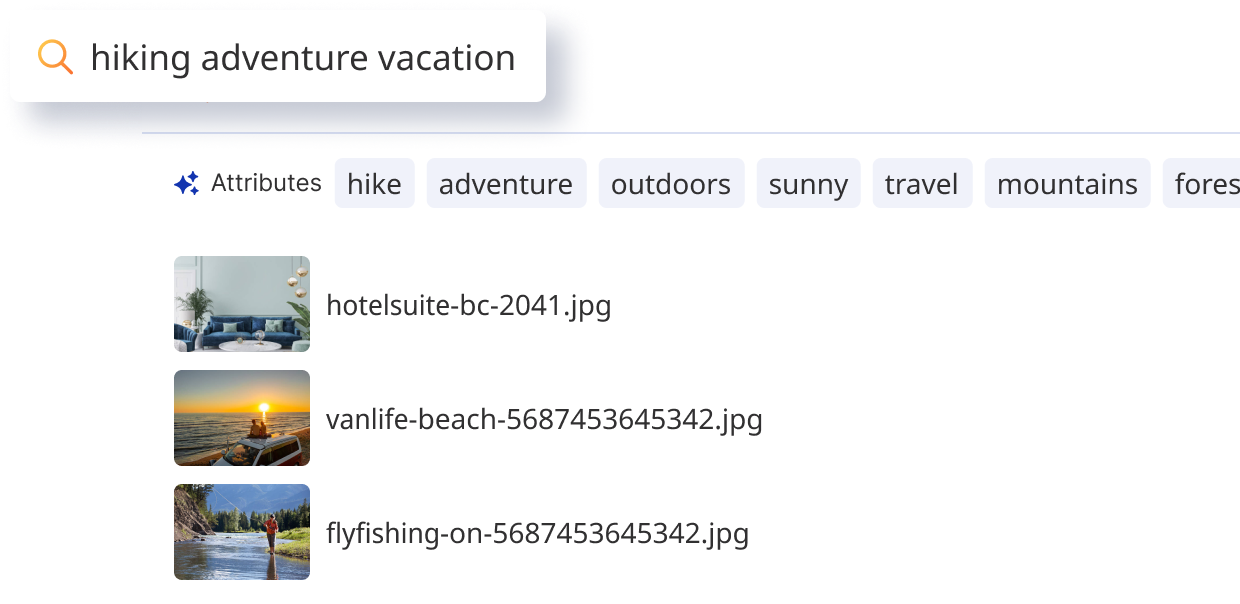 hiking adventure vacation
Attributes hike adventure outdoors sunny travel mountains fores
hotelsuite-bc-2041.jpg
vanlife-beach-5687453645342.jpg
flyfishing-on-5687453645342.jpg